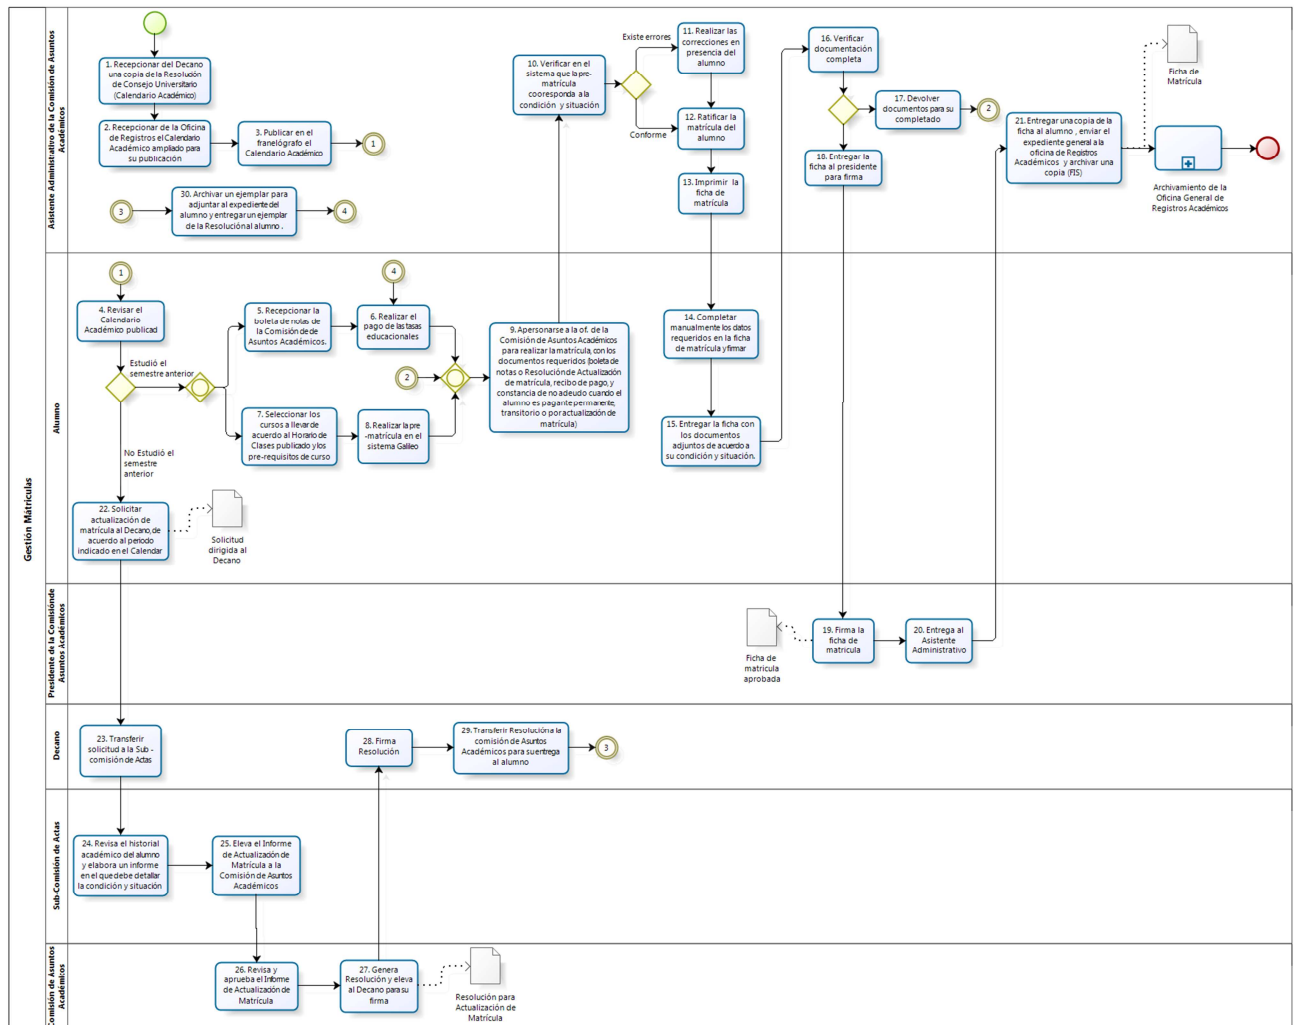 Gestión Mátriculas
Asistente Administrativo de la Comisión de Asuntos
Académicos
1. Recepcionar del Decano
una copia de la Resolución
de Consejo Universitario
(Calendario Académico)
2. Recepcionar de la Oficina
de Registros el Calendario
Académico ampliado para
su publicación
3. Publicar en el
franelógrafo el
Calendario Académico
1
3
30. Archivar un ejemplar para
adjuntar al expediente del
alumno y entregar un ejemplar
de la Resolución al alumno .
4
10. Verificar en el
sistema que la pre-
matrícula
cooresponda a la
condición y situación
Existe errores
Conforme
11. Realizar las
correcciones en
presencia del
alumno
12. Ratificar la
matrícula del
alumno
13. Imprimir la
ficha de
matrícula
16. Verificar
documentación
completa
17. Devolver
documentos para su
completado
2
18. Entregar la
ficha al presidente
para firma
21. Entregar una copia de la
ficha al alumno , enviar el
expediente general a la
oficina de Registros
Académicos y archivar una
copia (FIS)
Ficha de
Matrícula
Archivamiento de la
Oficina General de
Registros Académicos
Alumno
1
4. Revisar el
Calendario
Académico publicad
Estudió el
semestre anterior
No Estudió el
semestre
anterior
5. Recepcionar la
boleta de notas de
la Comisión de de
Asuntos Académicos.
4
6. Realizar el
pago de las tasas
educacionales
2
7. Seleccionar los
cursos a llevar de
acuerdo al Horario de
Clases publicado y los
pre-requisitos de curso
8. Realizar la pre
-matrícula en el
sistema Galileo
9. Apersonarse a la of. de la
Comisión de Asuntos Académicos
para realizar la matrícula, con los
documentos requeridos (boleta de
notas o Resolución de Actualización
de matrícula, recibo de pago, y
constancia de no adeudo cuando el
alumno es pagante permanente,
transitorio o por actualización de
matrícula)
14. Completar
manualmente los datos
requeridos en la ficha
de matrícula y firmar
15. Entregar la ficha con
los documentos
adjuntos de acuerdo a
su condición y situación.
22. Solicitar
actualización de
matrícula al Decano, de
acuerdo al periodo
indicado en el Calendar
Solicitud
dirigida al
Decano
Presidente de la Comisiónde
Asuntos Académicos
Ficha de
matricula
aprobada
19. Firma la
ficha de
matricula
20. Entrega al
Asistente
Administrativo
Decano
23. Transferir
solicitud a la Sub -
comisión de Actas
28. Firma
Resolución
29. Transferir Resolución a la
comisión de Asuntos
Académicos para su entrega
al alumno
3
Sub-Comisión de Actas
24. Revisa el historial
académico del alumno
y elabora un informe
en el que debe detallar
la condición y situación
25. Eleva el Informe
de Actualización de
Matrícula a la
Comisión de Asuntos
Académicos
Comisión de Asuntos
Académicos
26. Revisa y
aprueba el Informe
de Actualización de
Matrícula
27. Genera
Resolución y eleva
al Decano para su
firma
Resolución para
Actualización de
Matrícula